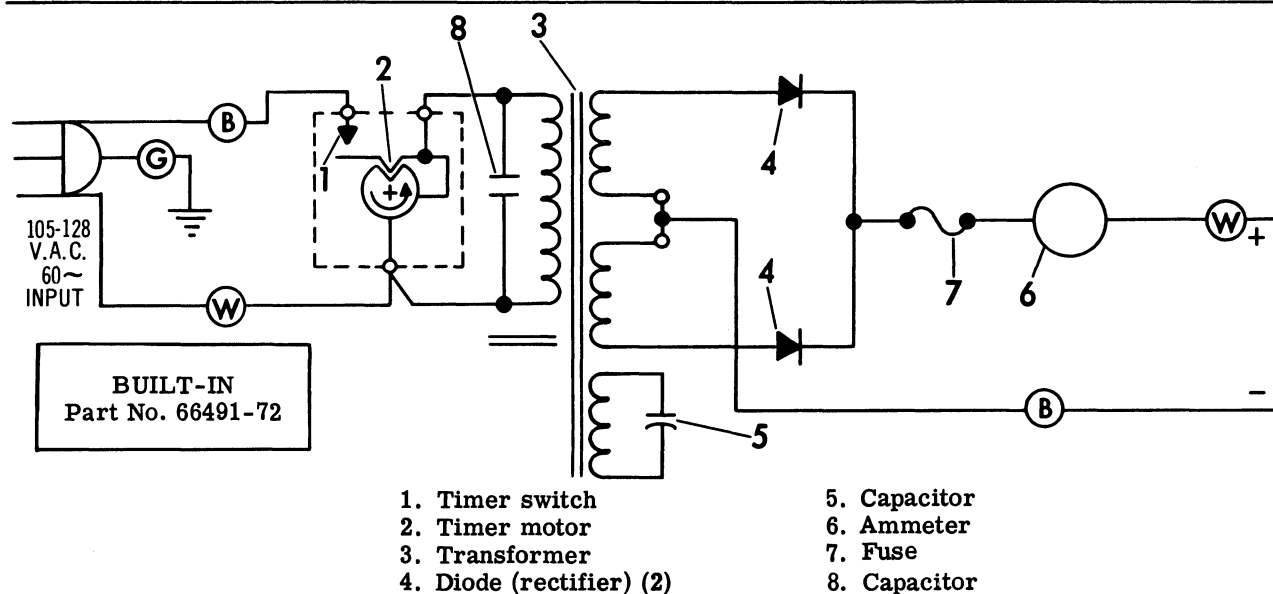 8
3
2
B
4
G
1
105-128
V.A.C.
60~
INPUT
W
+
7
6
4
W
BUILT-IN
Part No. 66491-72
B
-
5
1. Timer switch
2. Timer motor
3. Transformer
4. Diode (rectifier) (2)
5. Capacitor
6. Ammeter
7. Fuse
8. Capacitor